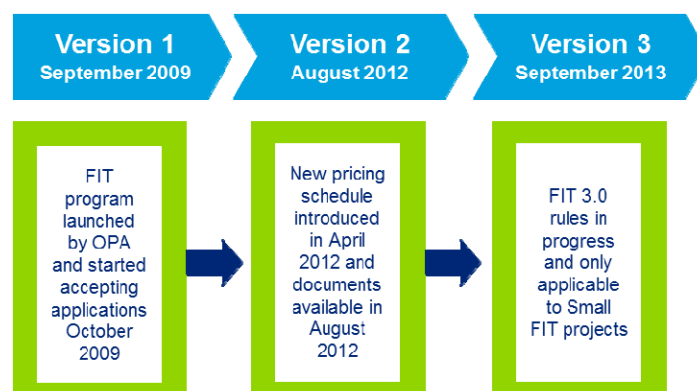 Version 1
September 2009
Version 2
August 2012
Version 3
September 2013
FIT
program
launched
by OPA
and started
accepting
applications
October
2009
New pricing
schedule
introduced
in April
2012 and
documents
available in
August
2012
FIT 3.0
rules in
progress
and only
applicable
to Small
FIT projects